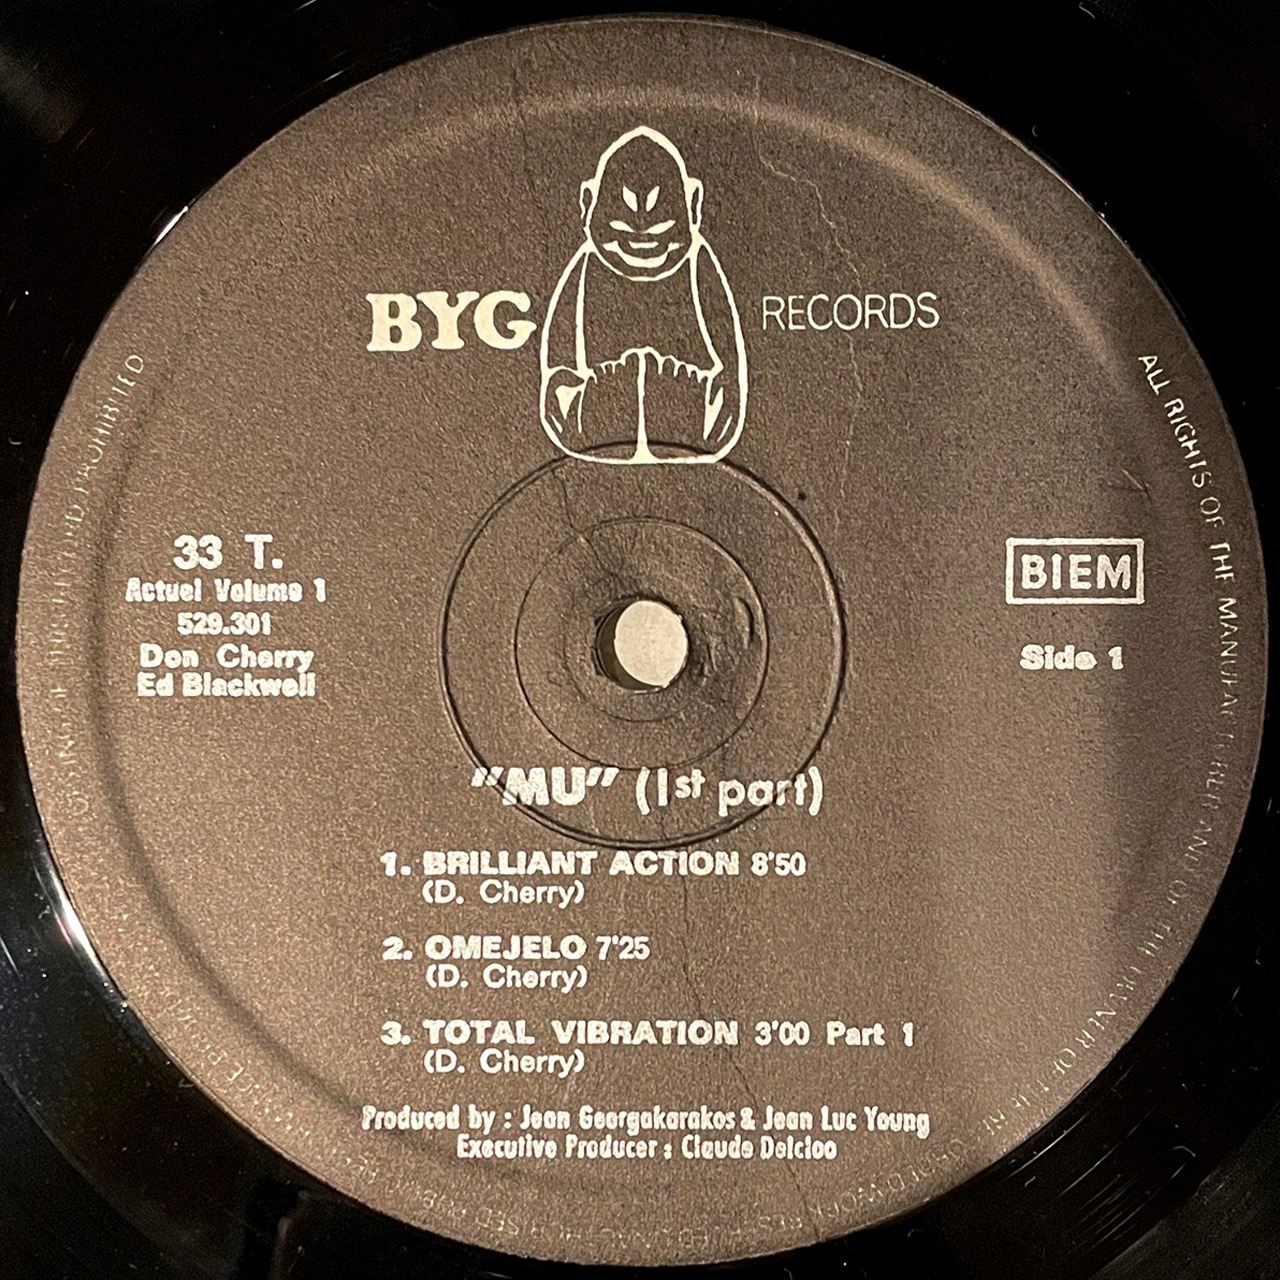 BYG RECORDS
33 T.
Actuel Volume 1
529.301
Don Cherry
Ed Blackwell
BIEM
Side 1
"MU" (1st part)
1. BRILLIANT ACTION 8'50
(D. Cherry)
2. OMEJELO 7'25
(D. Cherry)
3. TOTAL VIBRATION 3'00 Part 1
(D. Cherry)
Produced by : Jean Georgakarakos & Jean Luc Young
Executive Producer : Claude Delcloo
ALL RIGHTS OF THE MANUFACTURER AND OF THE OWNER OF THE RECORDED WORK PROHIBITED